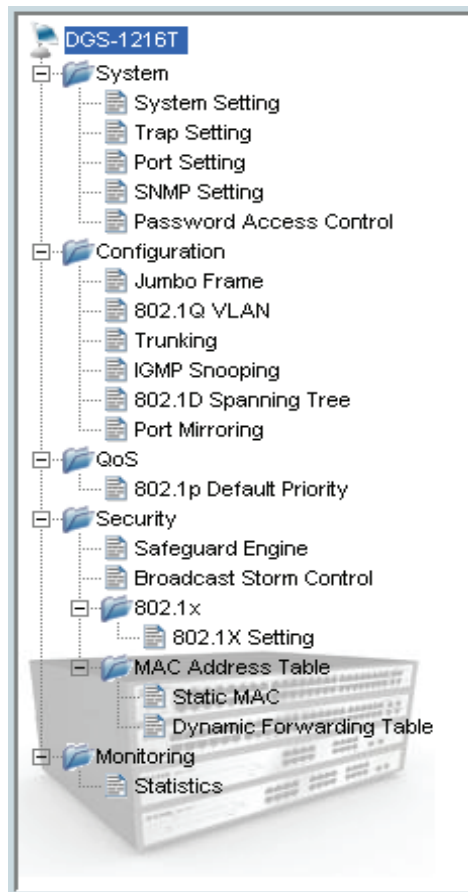 DGS-1216T
System
System Setting
Trap Setting
Port Setting
SNMP Setting
Password Access Control
Configuration
Jumbo Frame
802.1Q VLAN
Trunking
IGMP Snooping
802.1D Spanning Tree
Port Mirroring
QoS
802.1p Default Priority
Security
Safeguard Engine
Broadcast Storm Control
802.1x
802.1X Setting
MAC Address Table
Static MAC
Dynamic Forwarding Table
Monitoring
Statistics